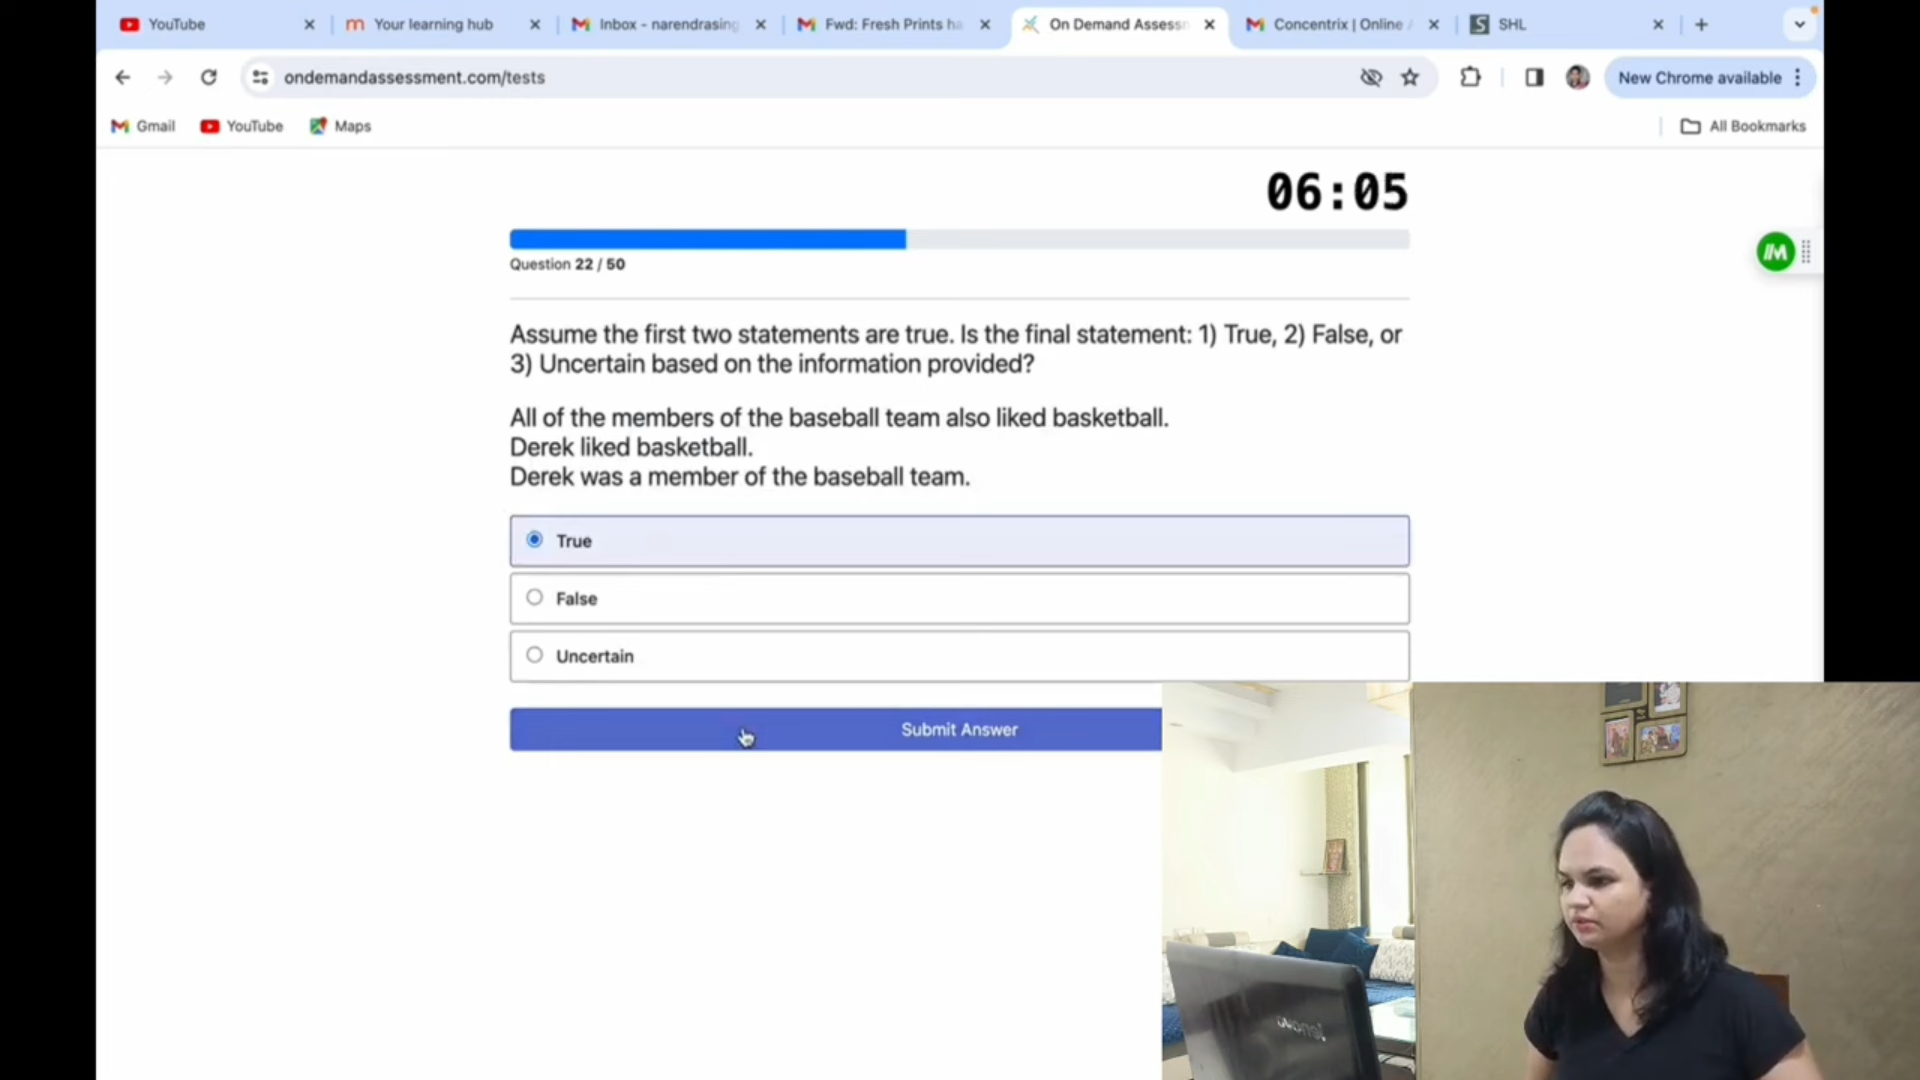 YouTube
Your learning hub
Inbox - narendrasing
Fwd: Fresh Prints ha
On Demand Assessn
Concentrix | Online
SHL
ondemandassessment.com/tests
New Chrome available
Gmail
YouTube
Maps
All Bookmarks
06:05
Question 22 / 50
Assume the first two statements are true. Is the final statement: 1) True, 2) False, or
3) Uncertain based on the information provided?
All of the members of the baseball team also liked basketball.
Derek liked basketball.
Derek was a member of the baseball team.
True
False
Uncertain
Submit Answer
lenovo